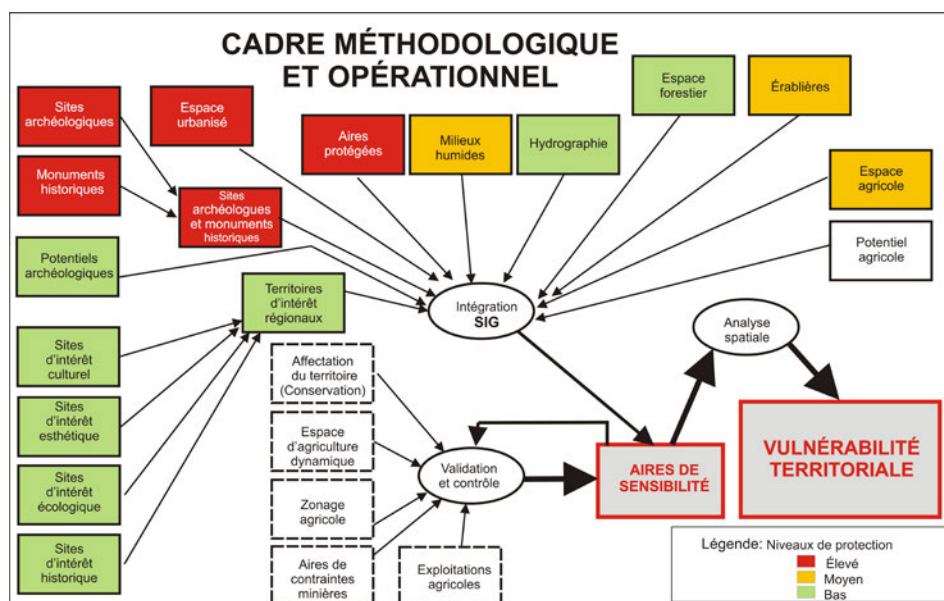 CADRE MÉTHODOLOGIQUE
ET OPÉRATIONNEL
Sites
archéologiques
Espace
urbanisé
Aires
protégées
Milieux
humides
Hydrographie
Espace
forestier
Érablières
Monuments
historiques
Sites
archéologues
et monuments
historiques
Espace
agricole
Potentiels
archéologiques
Potentiel
agricole
Territoires
d'intérêt
régionaux
Intégration
SIG
Analyse
spatiale
Sites
d'intérêt
culturel
Affectation
du territoire
(Conservation)
Sites
d'intérêt
esthétique
Espace
d'agriculture
dynamique
Validation
et contrôle
AIRES DE
SENSIBILITÉ
VULNÉRABILITÉ
TERRITORIALE
Sites
d'intérêt
écologique
Zonage
agricole
Sites
d'intérêt
historique
Aires de
contraintes
minières
Exploitations
agricoles
Légende: Niveaux de protection
Élevé
Moyen
Bas